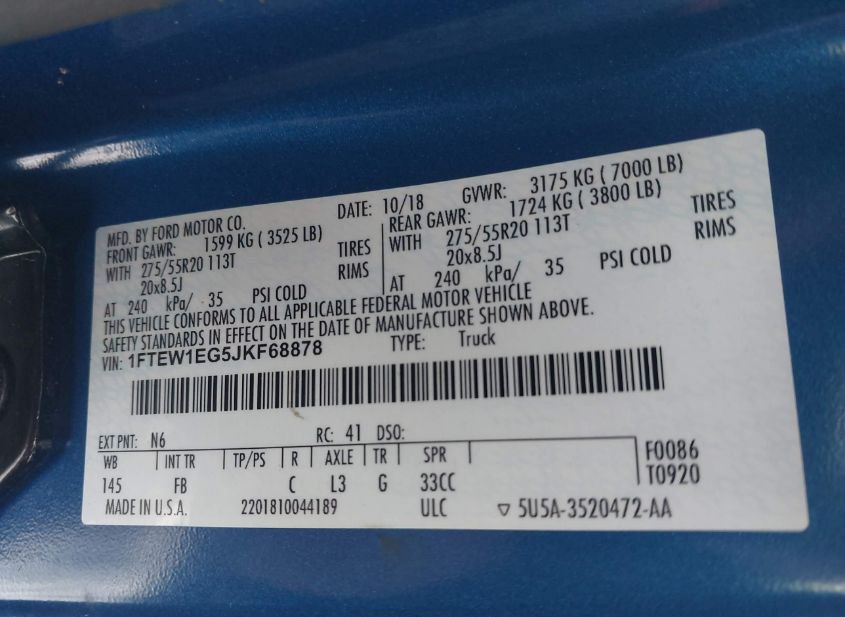 MFD. BY FORD MOTOR CO. DATE: 10/18 GVWR: 3175 KG ( 7000 LB)
FRONT GAWR: 1599 KG ( 3525 LB) REAR GAWR: 1724 KG ( 3800 LB)
WITH 275/55R20 113T TIRES WITH 275/55R20 113T TIRES
20x8.5J RIMS 20x8.5J RIMS
AT 240 kPa/ 35 PSI COLD AT 240 kPa/ 35 PSI COLD
THIS VEHICLE CONFORMS TO ALL APPLICABLE FEDERAL MOTOR VEHICLE
SAFETY STANDARDS IN EFFECT ON THE DATE OF MANUFACTURE SHOWN ABOVE.
VIN: 1FTEW1EG5JKF68878 TYPE: Truck
EXT PNT: N6 RC: 41 DSO:
WB INT TR TP/PS R AXLE TR SPR F0086
145 FB C L3 G 33CC T0920
MADE IN U.S.A. 2201810044189 ULC ▽ 5U5A-3520472-AA